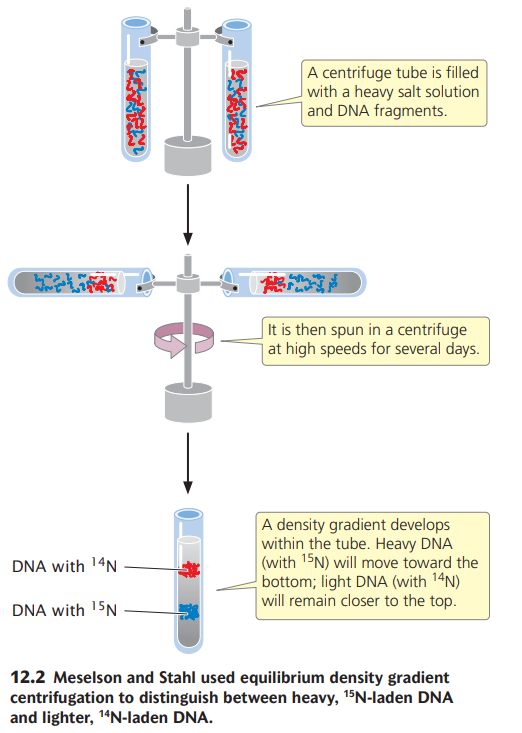 A centrifuge tube is filled
with a heavy salt solution
and DNA fragments.
It is then spun in a centrifuge
at high speeds for several days.
A density gradient develops
within the tube. Heavy DNA
(with ¹⁵N) will move toward the
bottom; light DNA (with ¹⁴N)
will remain closer to the top.
DNA with ¹⁴N
DNA with ¹⁵N
12.2 Meselson and Stahl used equilibrium density gradient
centrifugation to distinguish between heavy, ¹⁵N-laden DNA
and lighter, ¹⁴N-laden DNA.